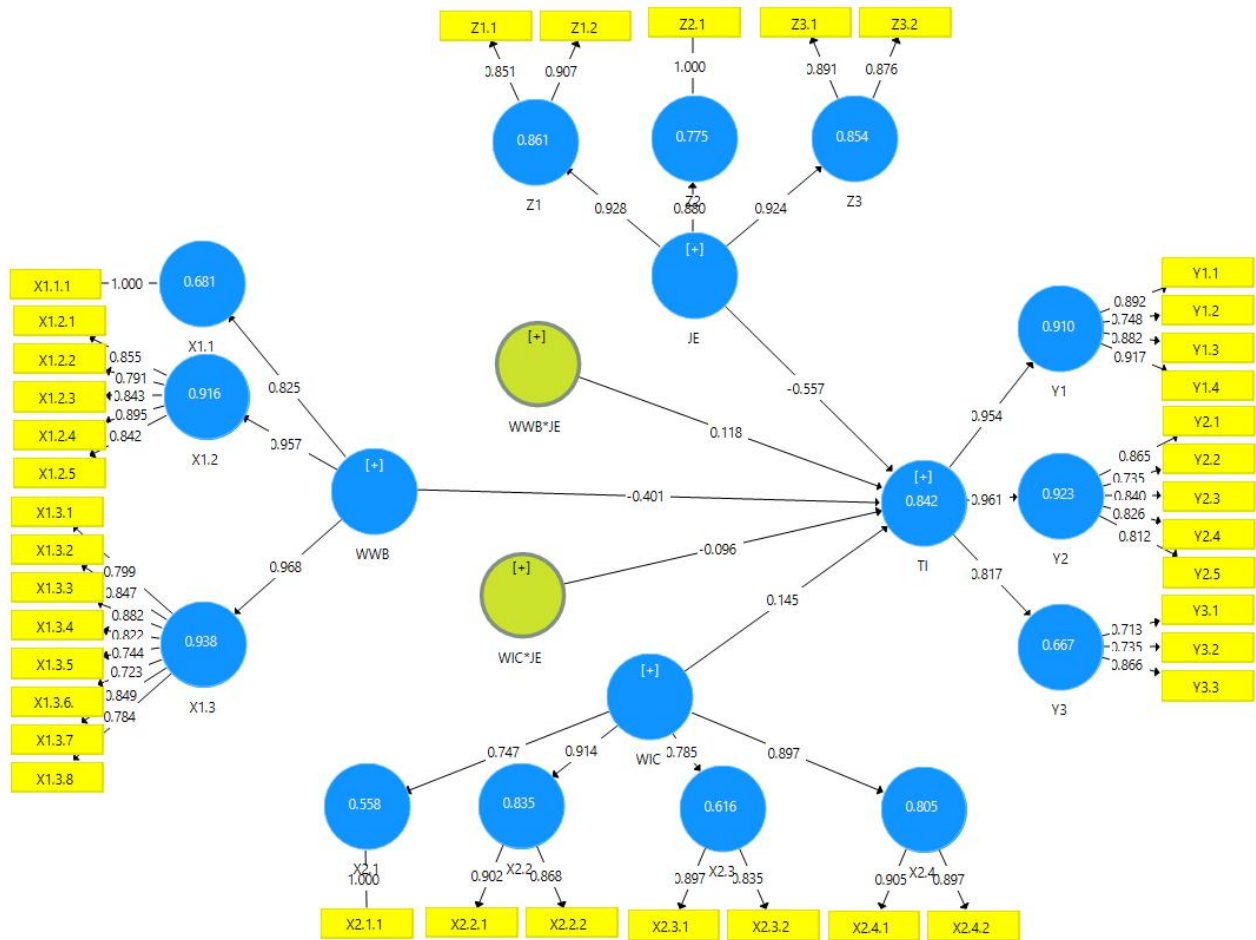 Z1.1
Z1.2
Z2.1
Z3.1
Z3.2
0.851
0.907
1.000
0.891
0.876
0.861
0.775
0.854
Z1
Z2
Z3
0.928
0.880
0.924
[+]
JE
X1.1.1
1.000
0.681
X1.1
X1.2.1
X1.2.2
X1.2.3
X1.2.4
X1.2.5
0.855
0.791
0.843
0.895
0.842
0.916
X1.2
0.825
0.957
0.968
[+]
WWB
X1.3.1
X1.3.2
X1.3.3
X1.3.4
X1.3.5
X1.3.6.
X1.3.7
X1.3.8
0.799
0.847
0.882
0.822
0.744
0.723
0.849
0.784
0.938
X1.3
[+]
WWB*JE
[+]
WIC*JE
-0.557
0.118
-0.401
-0.096
0.145
[+]
0.842
TI
0.954
0.961
0.817
0.910
Y1
0.892
0.748
0.882
0.917
Y1.1
Y1.2
Y1.3
Y1.4
0.923
Y2
0.865
0.735
0.840
0.826
0.812
Y2.1
Y2.2
Y2.3
Y2.4
Y2.5
0.667
Y3
0.713
0.735
0.866
Y3.1
Y3.2
Y3.3
[+]
WIC
0.747
0.914
0.785
0.897
0.558
0.835
0.616
0.805
X2.1
X2.2
X2.3
X2.4
1.000
0.902
0.868
0.897
0.835
0.905
0.897
X2.1.1
X2.2.1
X2.2.2
X2.3.1
X2.3.2
X2.4.1
X2.4.2